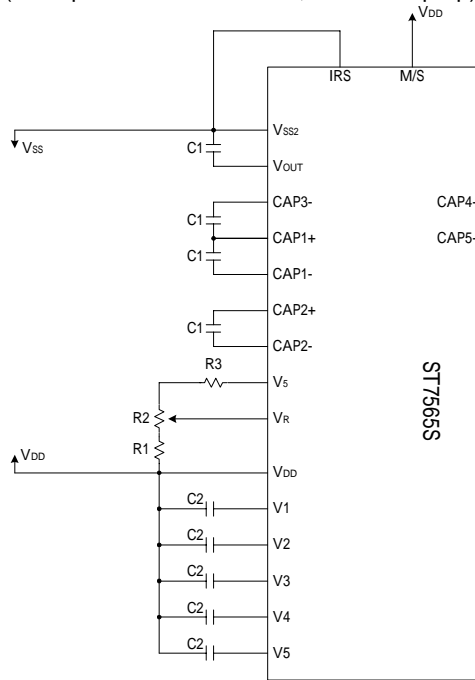 VDD
IRS M/S
VSS
VSS2
C1
VOUT
CAP3- CAP4-
C1
CAP1+ CAP5-
C1
CAP1-
CAP2+
C1
CAP2-
R3
V5
R2
VR
R1
VDD
VDD
C2
V1
C2
V2
C2
V3
C2
V4
C2
V5
ST7565S